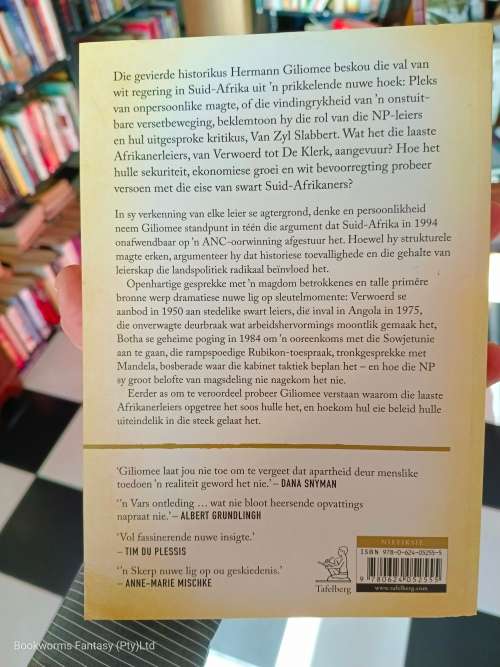 Die gevierde historikus Hermann Giliomee beskou die val van
wit regering in Suid-Afrika uit 'n prikkelende nuwe hoek: Pleks
van onpersoonlike magte, of die vindingrykheid van 'n onstuit-
bare versetbeweging, beklemtoon hy die rol van die NP-leiers
en hul uitgesproke kritikus, Van Zyl Slabbert. Wat het die laaste
Afrikanerleiers, van Verwoerd tot De Klerk, aangevuur? Hoe het
hulle sekuriteit, ekonomiese groei en wit bevoorregting probeer
versoen met die eise van swart Suid-Afrikaners?
In sy verkenning van elke leier se agtergrond, denke en persoonlikheid
neem Giliomee standpunt in téén die argument dat Suid-Afrika in 1994
onafwendbaar op 'n ANC-oorwinning afgestuur het. Hoewel hy strukturele
magte erken, argumenteer hy dat historiese toevallighede en die gehalte van
leierskap die landspolitiek radikaal beïnvloed het.
Openhartige gesprekke met 'n magdom betrokkenes en talle primêre
bronne werp dramatiese nuwe lig op sleutelmomente: Verwoerd se
aanbod in 1950 aan stedelike swart leiers, die inval in Angola in 1975,
die onverwagte deurbraak wat arbeidshervormings moontlik gemaak het,
Botha se geheime poging in 1984 om 'n ooreenkoms met die Sowjetunie
aan te gaan, die rampspoedige Rubikon-toespraak, tronkgesprekke met
Mandela, bosberade waar die kabinet taktiek beplan het – en hoe die NP
sy groot belofte van magsdeling nie nagekom het nie.
Eerder as om te veroordeel probeer Giliomee verstaan waarom die laaste
Afrikanerleiers opgetree het soos hulle het, en hoekom hul eie beleid hulle
uiteindelik in die steek gelaat het.
'Giliomee laat jou nie toe om te vergeet dat apartheid deur menslike
toedoen 'n realiteit geword het nie.' – DANA SNYMAN
''n Vars ontleding … wat nie bloot heersende opvattings
napraat nie.' – ALBERT GRUNDLINGH
'Vol fassinerende nuwe insigte.'
– TIM DU PLESSIS
''n Skerp nuwe lig op ou geskiedenis.'
– ANNE-MARIE MISCHKE
Tafelberg
NIEFIKSIE
ISBN 978-0-624-05255-5
9 780624 052555
www.tafelberg.com
Bookworms Fantasy (Pty)Ltd